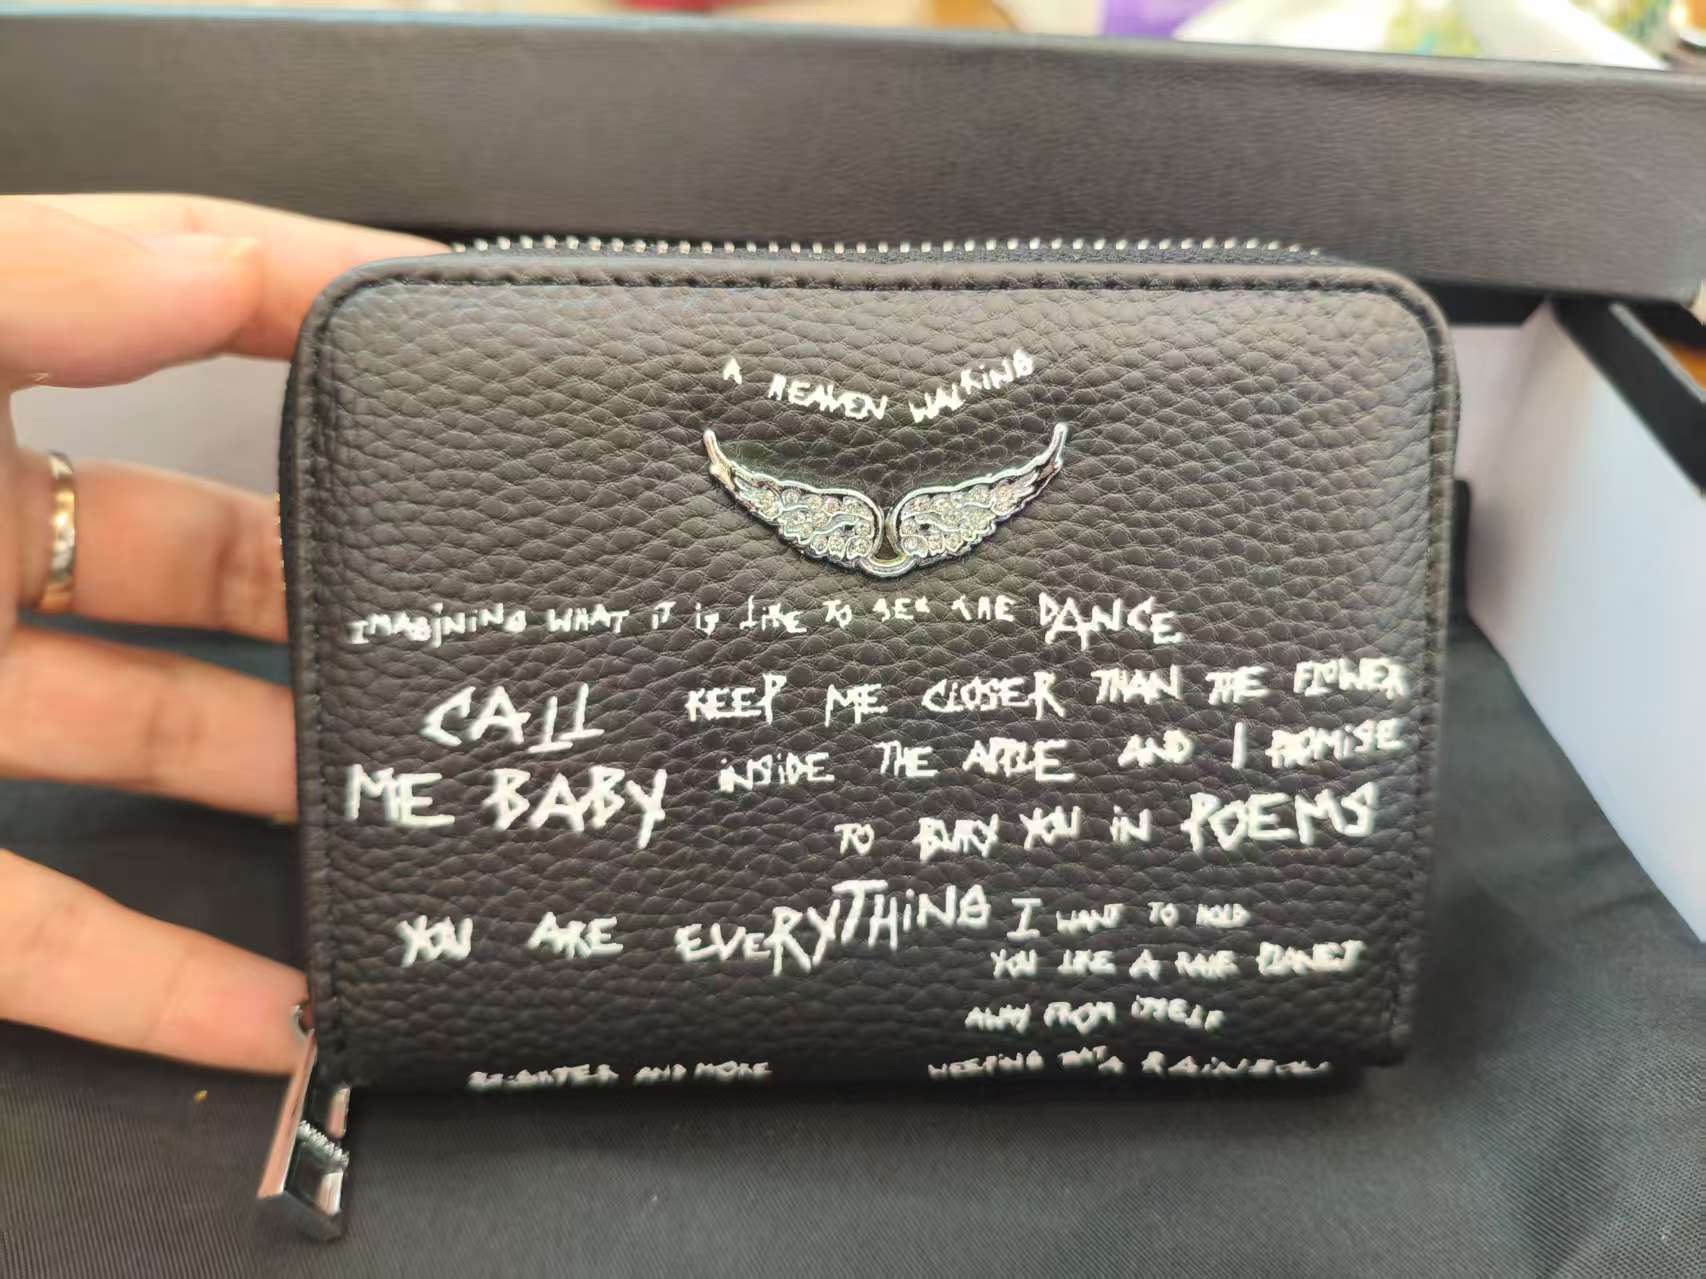 A HEAVEN WALKING
IMAGINING WHAT IT IS LIKE TO SEE THE DANCE
CALL
ME BABY
KEEP ME CLOSER THAN THE FLOWER
INSIDE THE APPLE AND I PROMISE
TO BURY YOU IN POEMS
YOU ARE EVERYTHING
I WANT TO HOLD
YOU LIKE A RARE PLANET
AWAY FROM ITSELF
BRIGHTER AND MORE
A RAINBOW